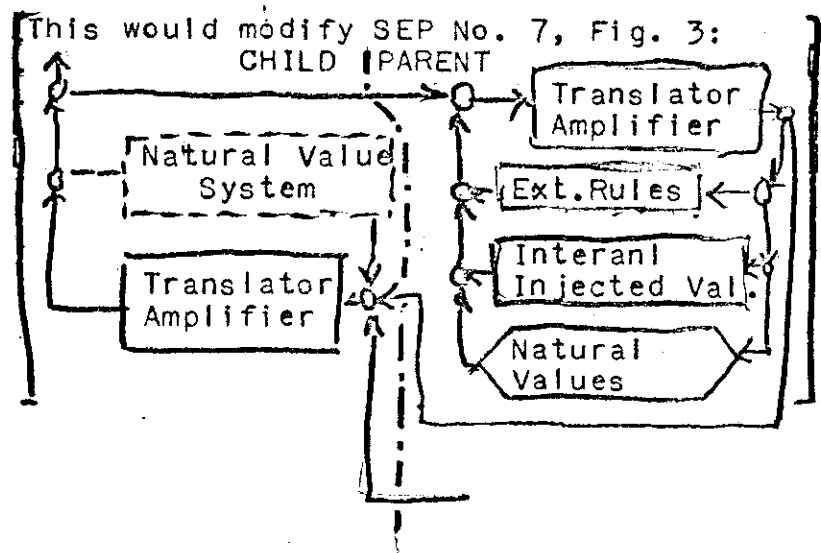 This would modify SEP No. 7, Fig. 3:
CHILD PARENT
Translator
Amplifier
Natural Value
System
Ext.Rules
Interanl
Injected Val.
Translator
Amplifier
Natural
Values